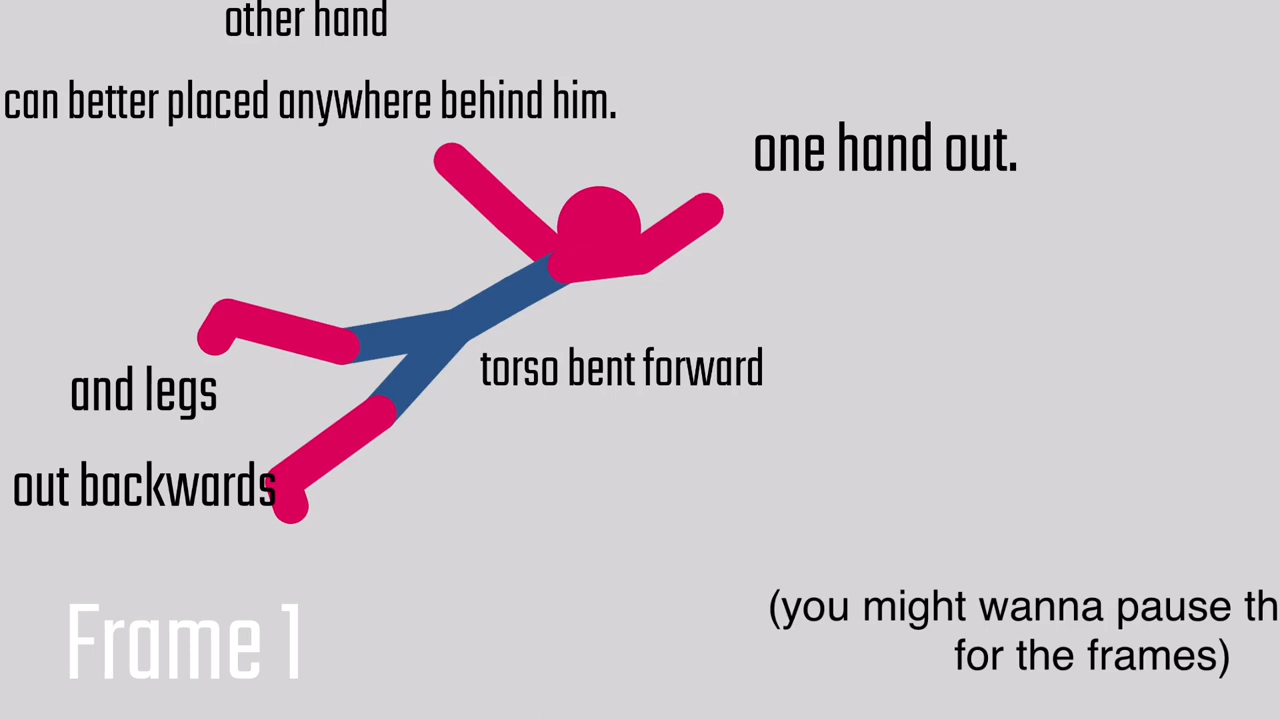 other hand
can better placed anywhere behind him.
one hand out.
torso bent forward
and legs
out backwards
Frame 1
(you might wanna pause th
for the frames)